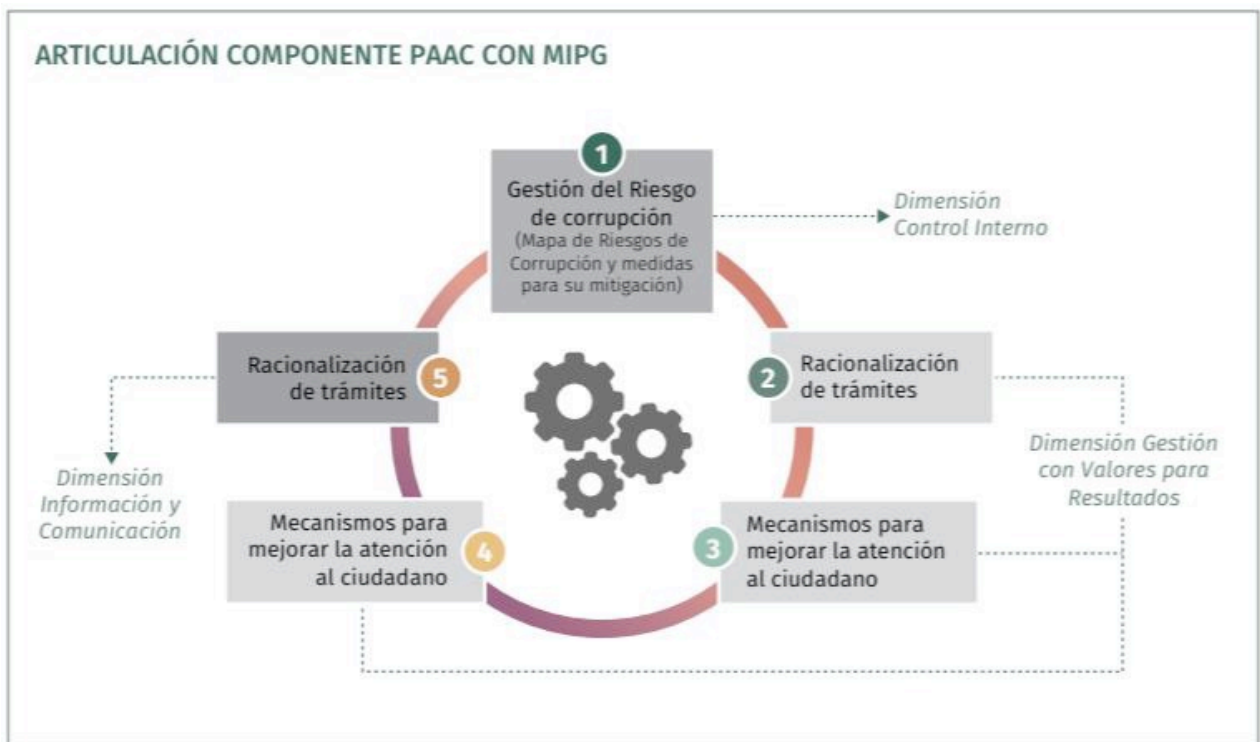 ARTICULACIÓN COMPONENTE PAAC CON MIPG
1
Gestión del Riesgo
de corrupción
(Mapa de Riesgos de
Corrupción y medidas
para su mitigación)
Dimensión
Control Interno
Racionalización
de trámites
5
2
Racionalización
de trámites
Dimensión Gestión
con Valores para
Resultados
Dimensión
Información y
Comunicación
Mecanismos para
mejorar la atención
al ciudadano
4
3
Mecanismos para
mejorar la atención
al ciudadano